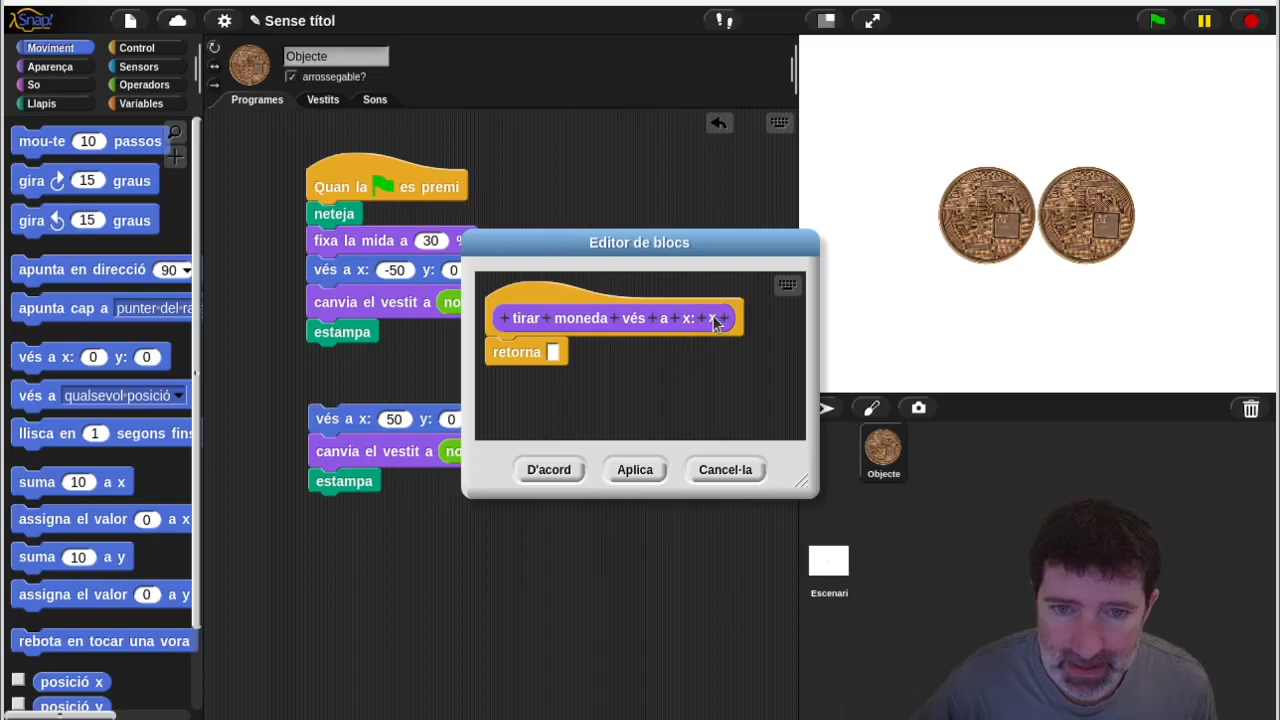 Snap!
Sense títol
Moviment
Control
Aparença
Sensors
So
Operadors
Llapis
Variables
Objecte
arrossegable?
Programes
Vestits
Sons
mou-te 10 passos
gira 15 graus
gira 15 graus
apunta en direcció 90
apunta cap a
vés a x: 0 y: 0
vés a qualsevol posició
llisca en 1 segons fins
suma 10 a x
assigna el valor 0 a x
suma 10 a y
assigna el valor 0 a y
rebota en tocar una vora
posició x
posició y
Quan la es premi
neteja
fixa la mida a 30 %
vés a x: -50 y: 0
canvia el vestit a
estampa
vés a x: 50 y: 0
canvia el vestit a
estampa
Editor de blocs
+ tirar + moneda + vés + a + x: + x +
retorna
D'acord
Aplica
Cancel·la
Objecte
Escenari